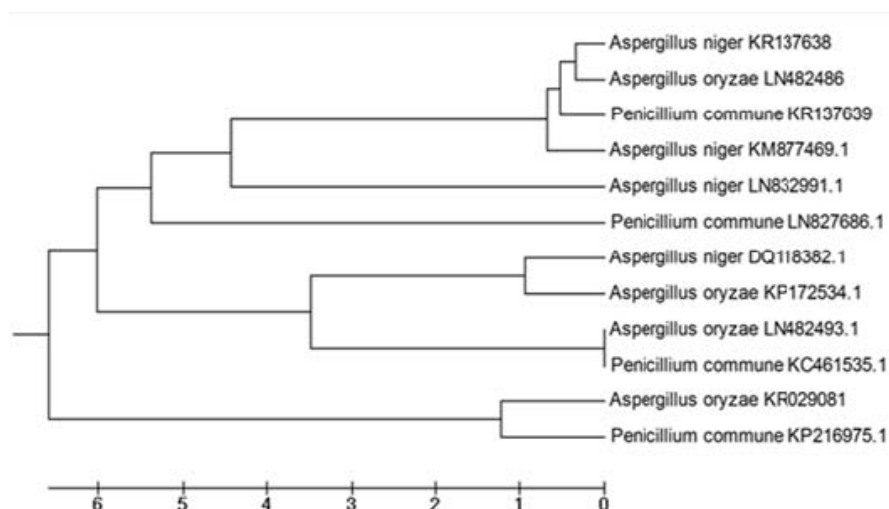 Aspergillus niger KR137638
Aspergillus oryzae LN482486
Penicillium commune KR137639
Aspergillus niger KM877469.1
Aspergillus niger LN832991.1
Penicillium commune LN827686.1
Aspergillus niger DQ118382.1
Aspergillus oryzae KP172534.1
Aspergillus oryzae LN482493.1
Penicillium commune KC461535.1
Aspergillus oryzae KR029081
Penicillium commune KP216975.1
6 5 4 3 2 1 0